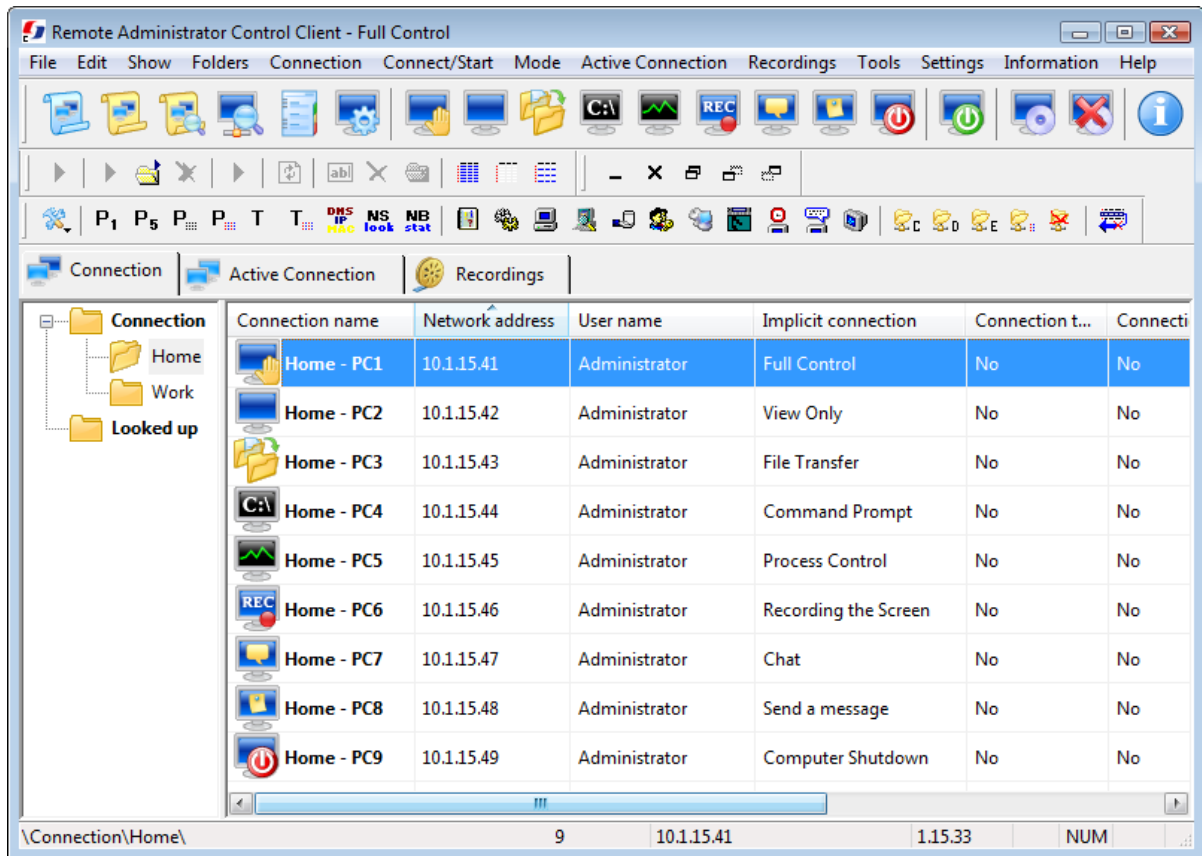 Remote Administrator Control Client - Full Control
File Edit Show Folders Connection Connect/Start Mode Active Connection Recordings Tools Settings Information Help
C:\ REC
abl
P1 P5 P P T T DNS IP MAC NS look NB stat C D E
Connection Active Connection Recordings
Connection
Home
Work
Looked up
Connection name Network address User name Implicit connection Connection t... Connecti
Home - PC1 10.1.15.41 Administrator Full Control No No
Home - PC2 10.1.15.42 Administrator View Only No No
Home - PC3 10.1.15.43 Administrator File Transfer No No
C:\ Home - PC4 10.1.15.44 Administrator Command Prompt No No
Home - PC5 10.1.15.45 Administrator Process Control No No
REC Home - PC6 10.1.15.46 Administrator Recording the Screen No No
Home - PC7 10.1.15.47 Administrator Chat No No
Home - PC8 10.1.15.48 Administrator Send a message No No
Home - PC9 10.1.15.49 Administrator Computer Shutdown No No
\Connection\Home\ 9 10.1.15.41 1.15.33 NUM